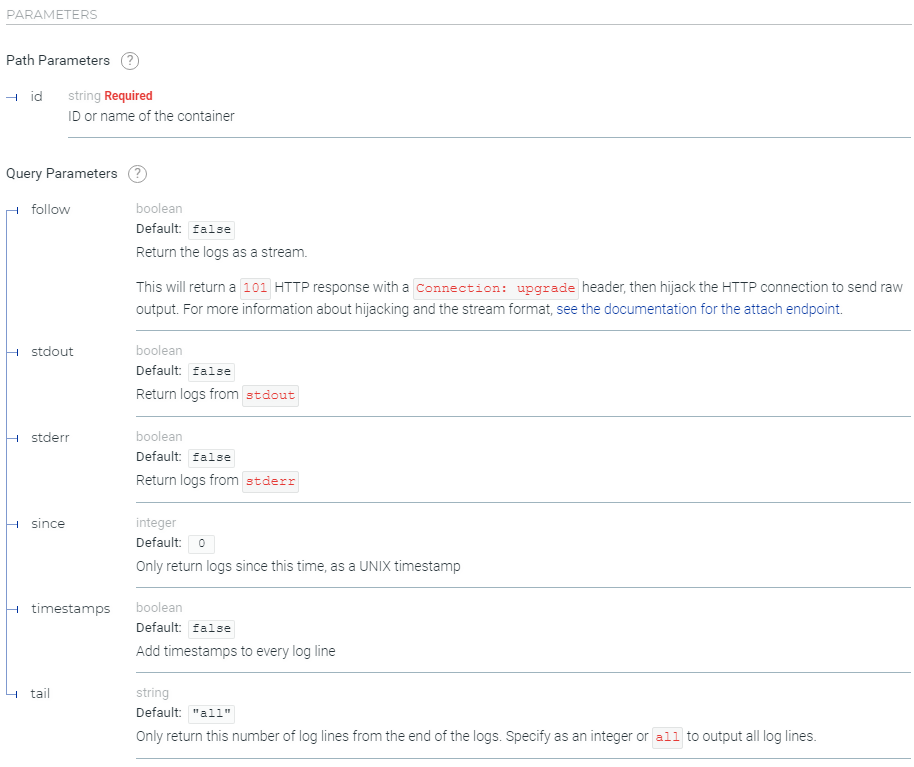 PARAMETERS
Path Parameters ?
id string Required
ID or name of the container
Query Parameters ?
follow boolean
Default: false
Return the logs as a stream.
This will return a 101 HTTP response with a Connection: upgrade header, then hijack the HTTP connection to send raw
output. For more information about hijacking and the stream format, see the documentation for the attach endpoint.
stdout boolean
Default: false
Return logs from stdout
stderr boolean
Default: false
Return logs from stderr
since integer
Default: 0
Only return logs since this time, as a UNIX timestamp
timestamps boolean
Default: false
Add timestamps to every log line
tail string
Default: "all"
Only return this number of log lines from the end of the logs. Specify as an integer or all to output all log lines.